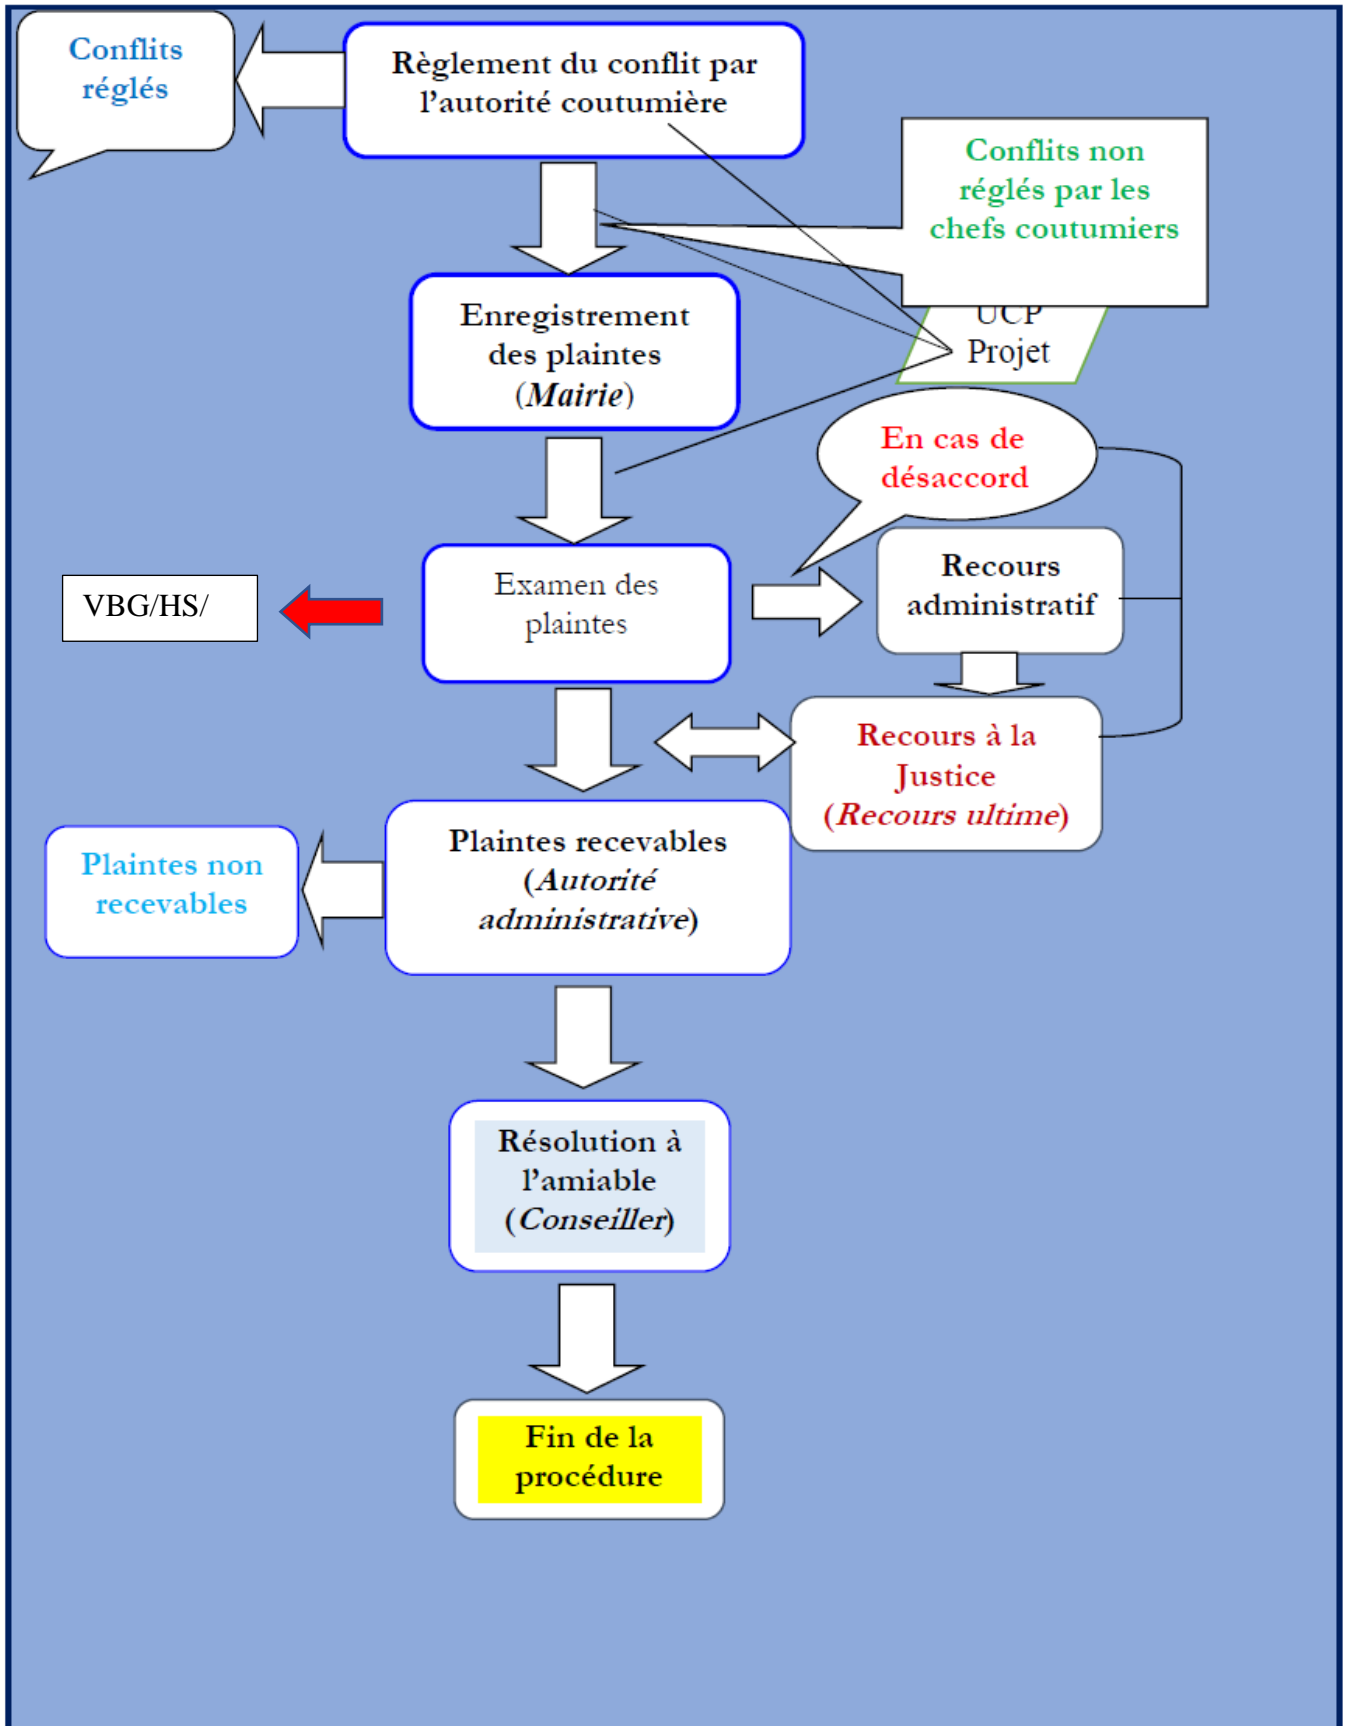 Conflits
réglés
Règlement du conflit par
l'autorité coutumière
Conflits non
réglés par les
chefs coutumiers
UCP
Projet
Enregistrement
des plaintes
(Mairie)
En cas de
désaccord
Examen des
plaintes
VBG/HS/
Recours
administratif
Recours à la
Justice
(Recours ultime)
Plaintes recevables
(Autorité
administrative)
Plaintes non
recevables
Résolution à
l'amiable
(Conseiller)
Fin de la
procédure